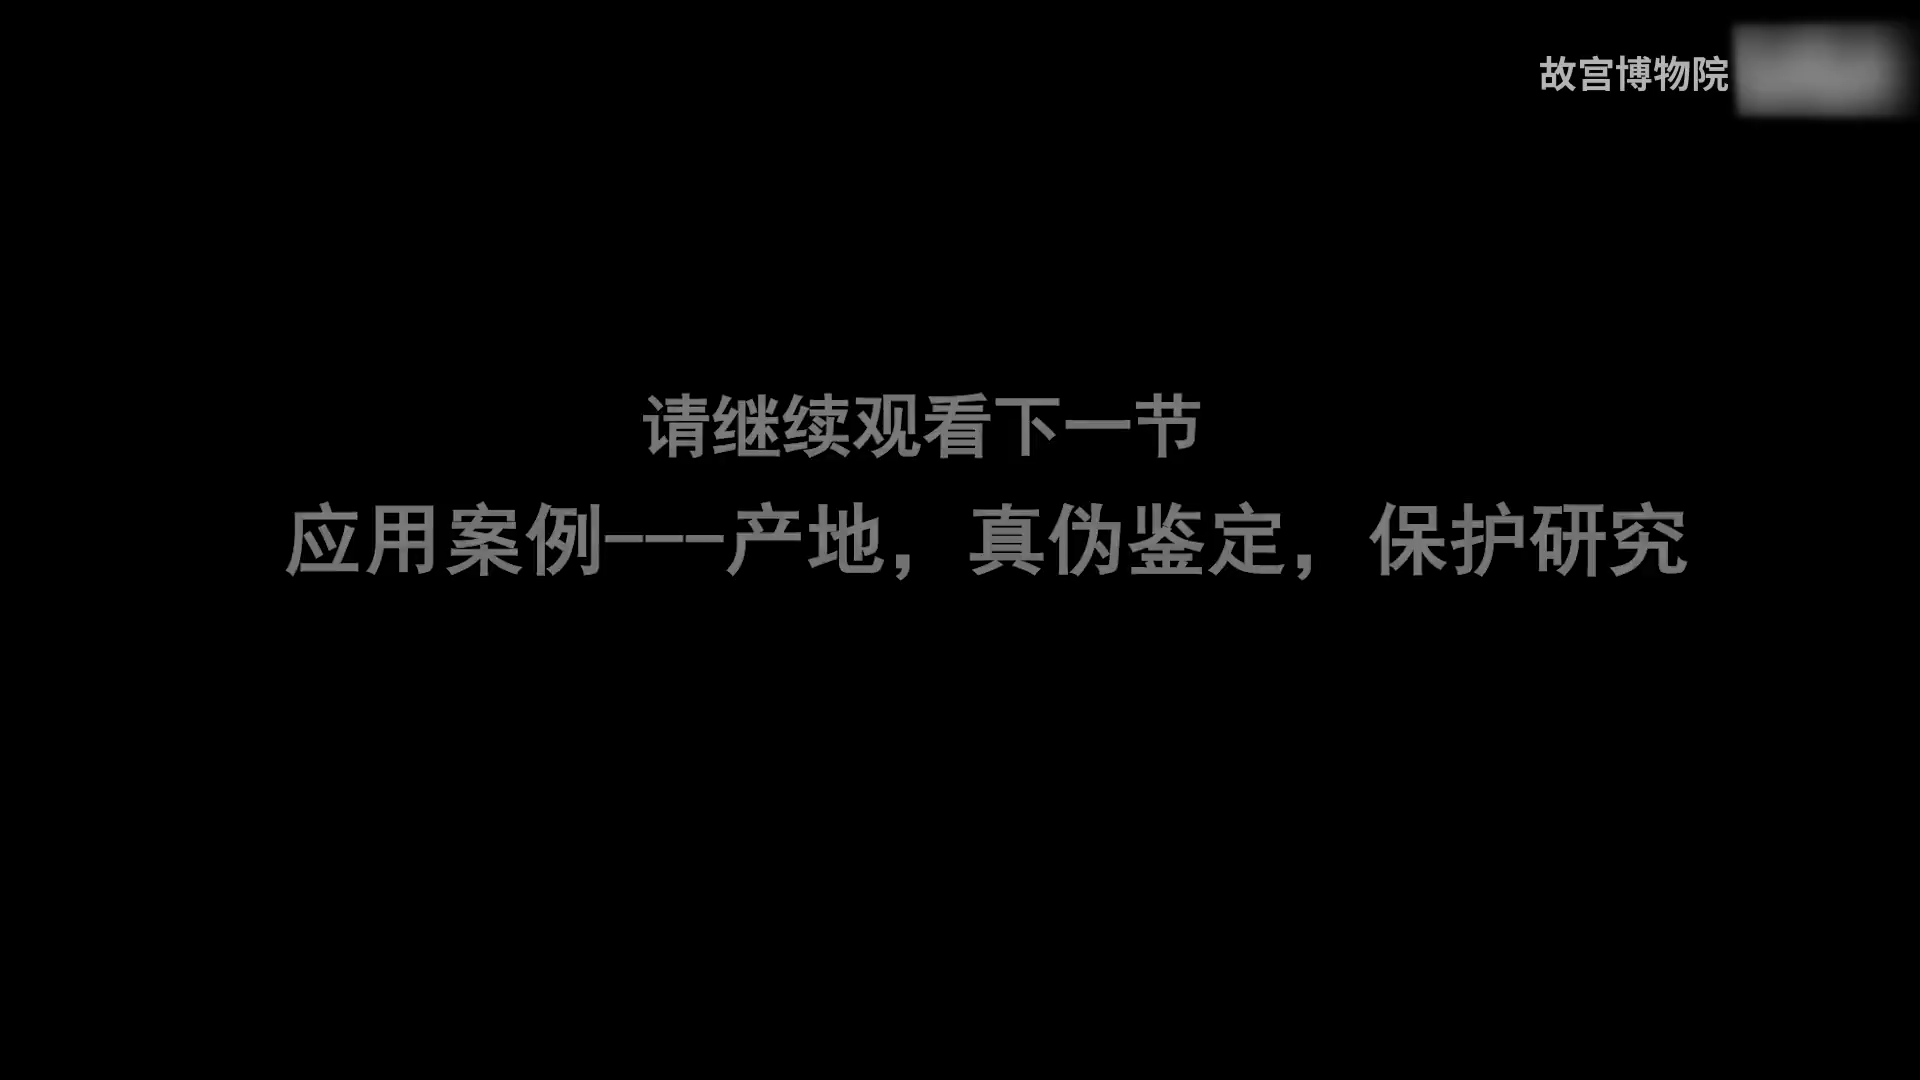 故宫博物院
请继续观看下一节
应用案例---产地，真伪鉴定，保护研究